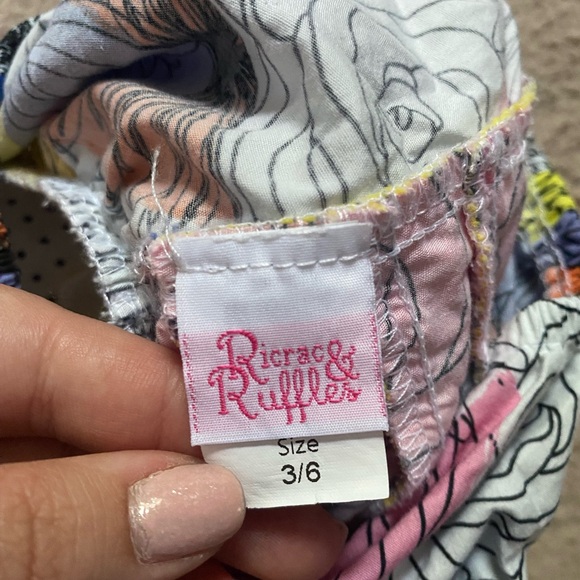 Ricrac &
Ruffles
Size
3/6